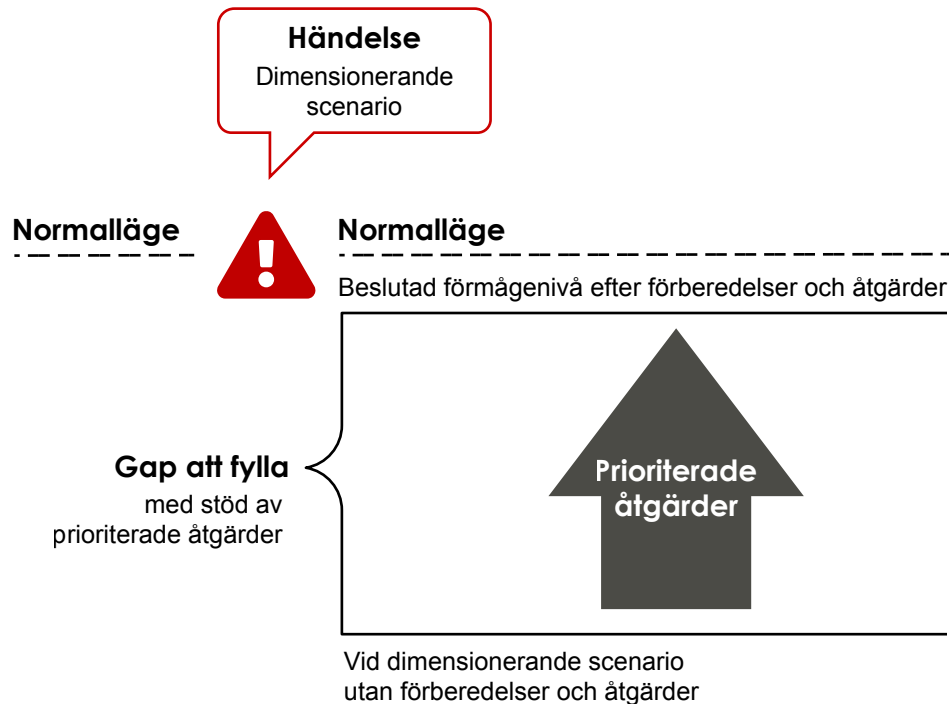 Händelse
Dimensionerande
scenario
Normalläge
Normalläge
Beslutad förmågenivå efter förberedelser och åtgärder
Gap att fylla
med stöd av
prioriterade åtgärder
Prioriterade
åtgärder
Vid dimensionerande scenario
utan förberedelser och åtgärder